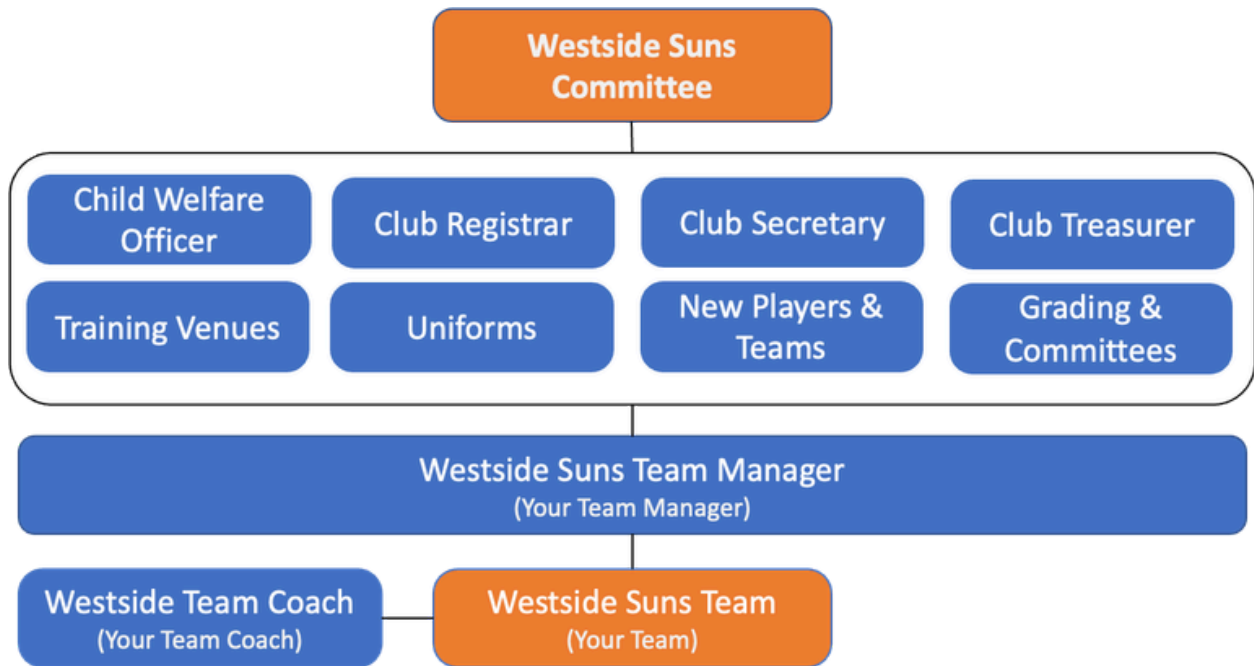 Westside Suns
Committee
Child Welfare
Officer
Club Registrar
Club Secretary
Club Treasurer
Training Venues
Uniforms
New Players &
Teams
Grading &
Committees
Westside Suns Team Manager
(Your Team Manager)
Westside Team Coach
(Your Team Coach)
Westside Suns Team
(Your Team)